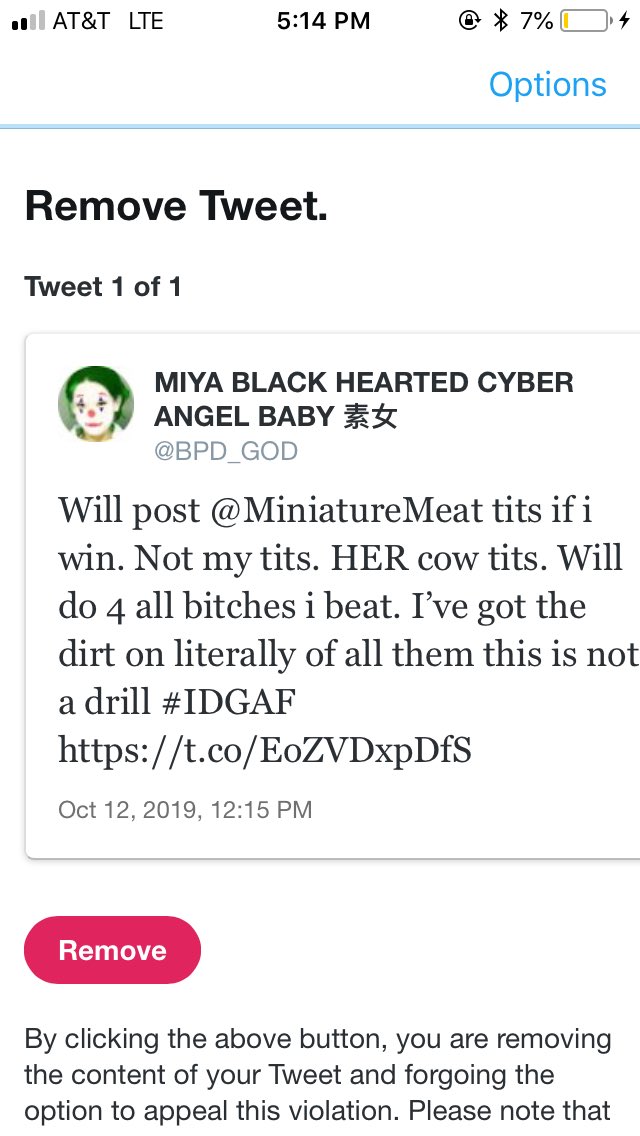 AT&T LTE 5:14 PM 7%
Options
Remove Tweet.
Tweet 1 of 1
MIYA BLACK HEARTED CYBER
ANGEL BABY 素女
@BPD_GOD
Will post @MiniatureMeat tits if i
win. Not my tits. HER cow tits. Will
do 4 all bitches i beat. I’ve got the
dirt on literally of all them this is not
a drill #IDGAF
https://t.co/EoZVDxpDfS
Oct 12, 2019, 12:15 PM
Remove
By clicking the above button, you are removing
the content of your Tweet and forgoing the
option to appeal this violation. Please note that